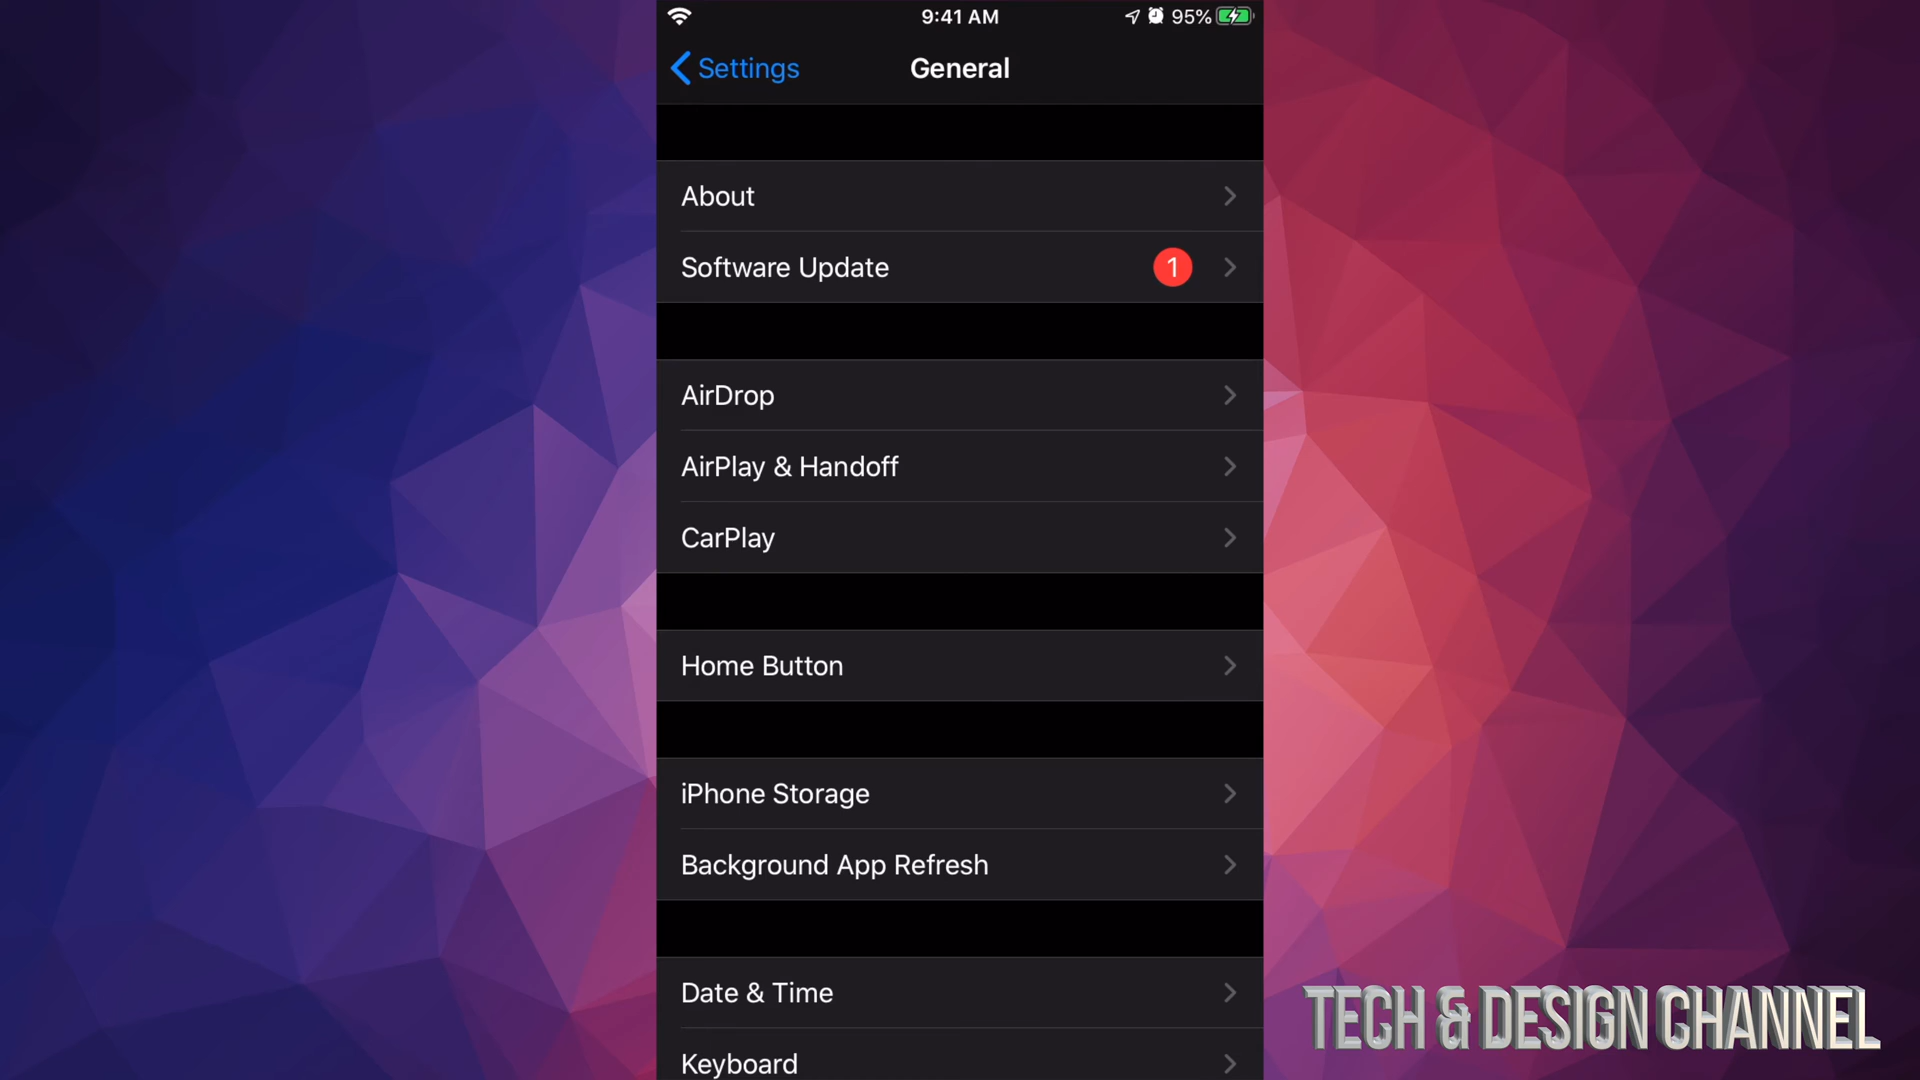 9:41 AM 95%
Settings General
About
Software Update 1
AirDrop
AirPlay & Handoff
CarPlay
Home Button
iPhone Storage
Background App Refresh
Date & Time
Keyboard
TECH & DESIGN CHANNEL